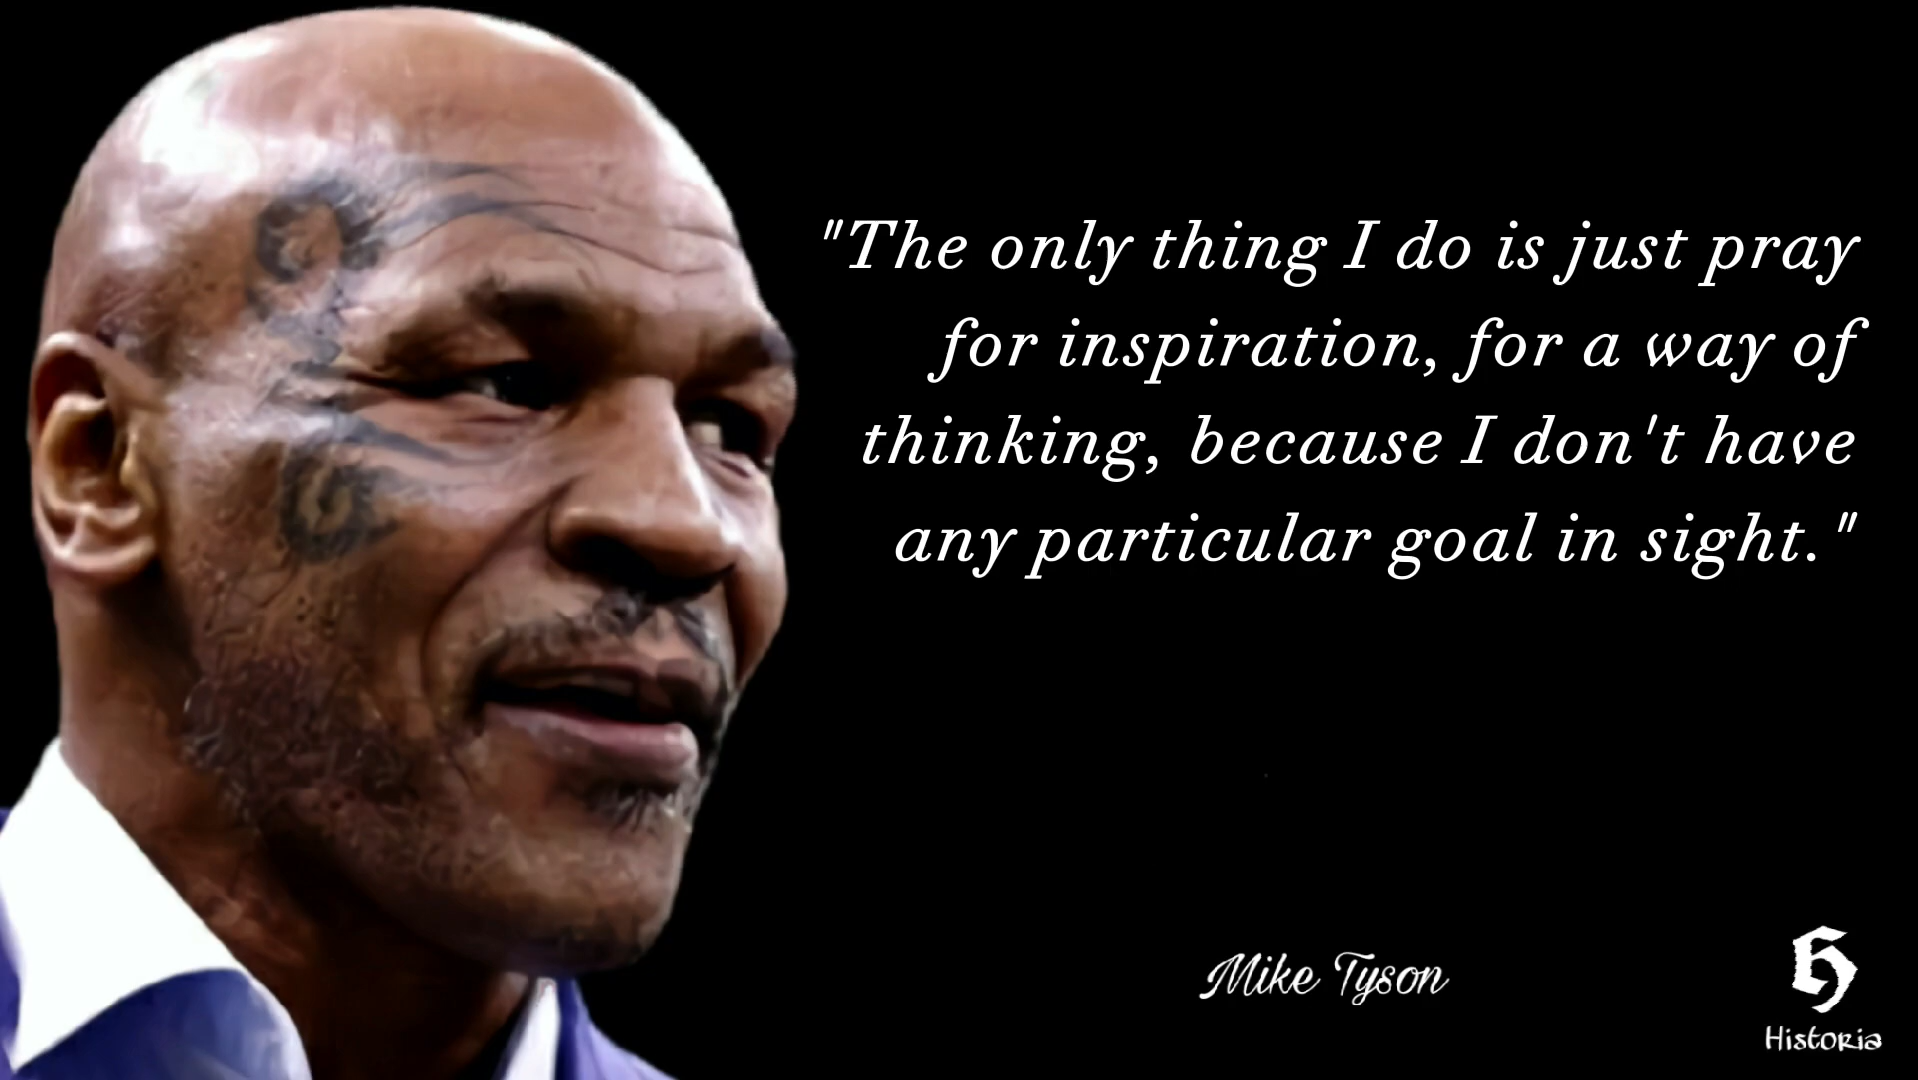 "The only thing I do is just pray
for inspiration, for a way of
thinking, because I don't have
any particular goal in sight."
Mike Tyson
Historia